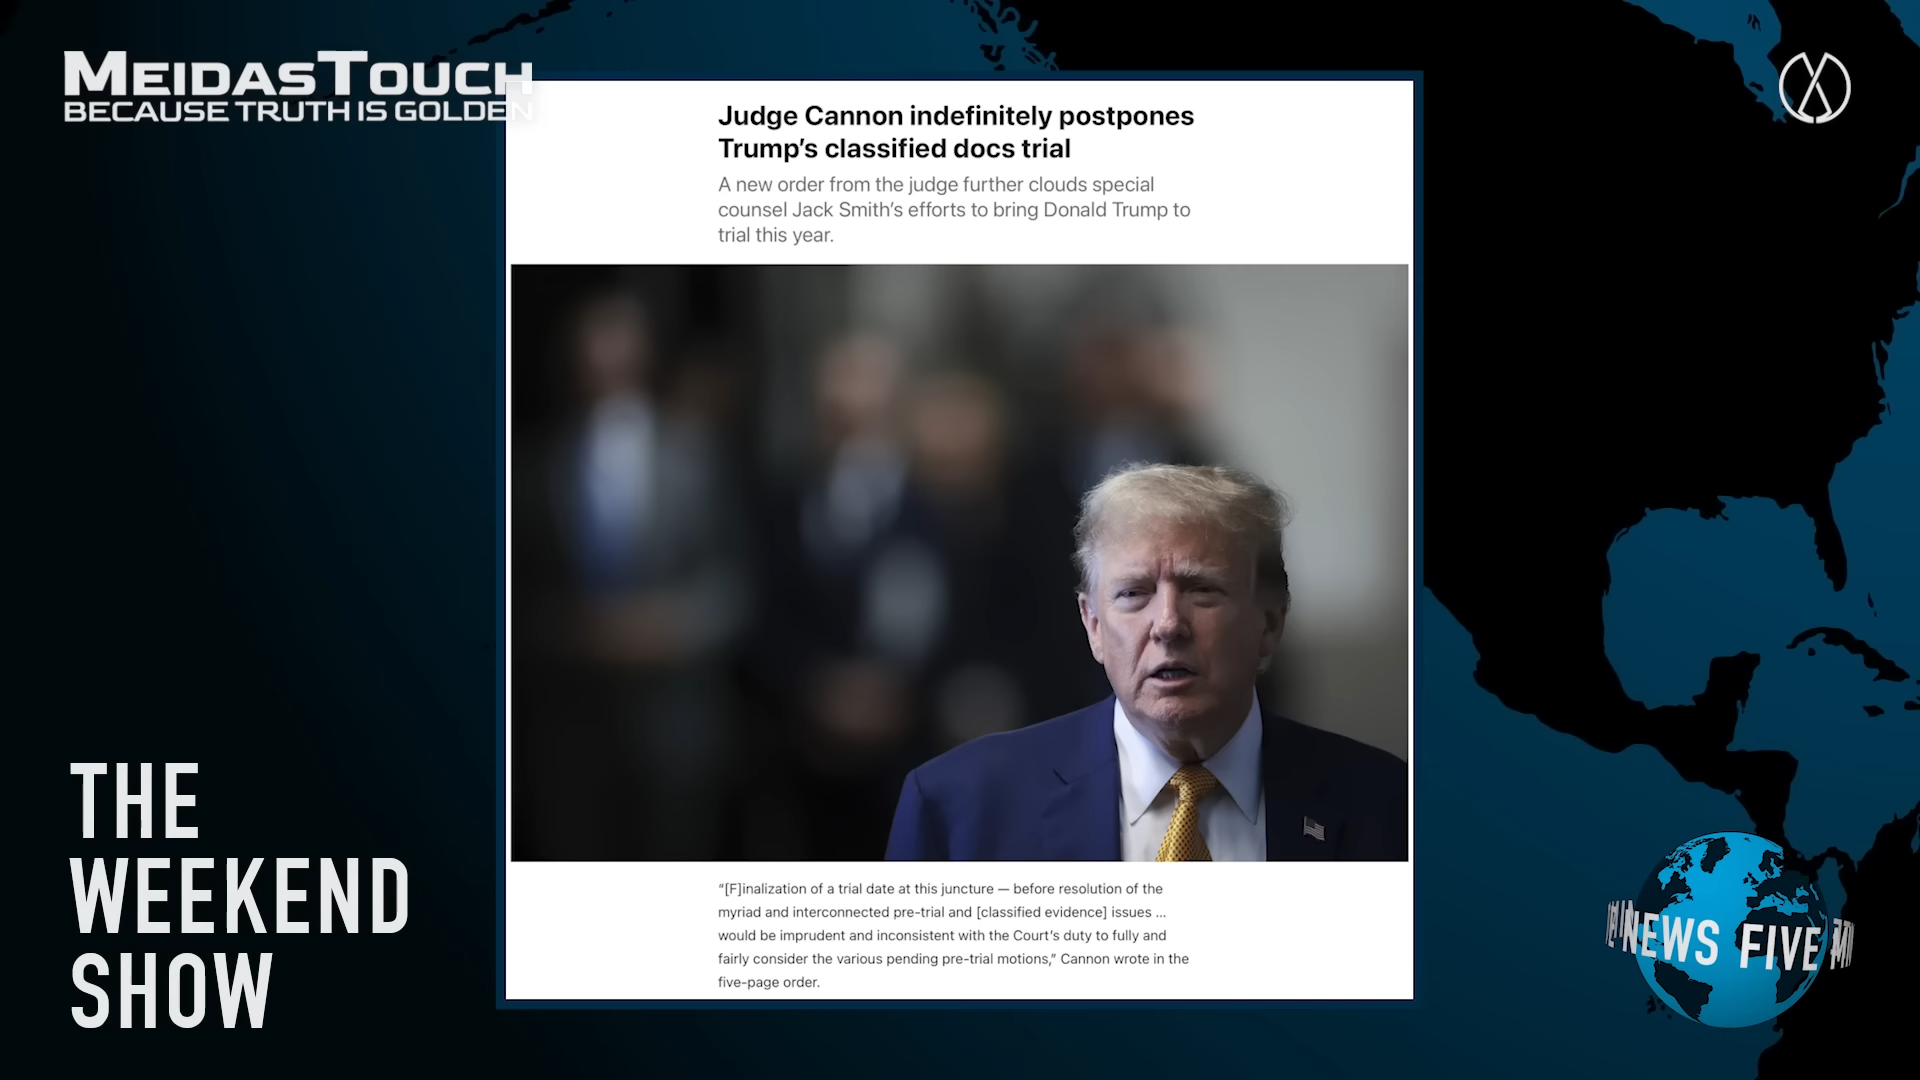 MEIDASTOUCH
BECAUSE TRUTH IS GOLDEN
Judge Cannon indefinitely postpones
Trump’s classified docs trial
A new order from the judge further clouds special
counsel Jack Smith’s efforts to bring Donald Trump to
trial this year.
“[F]inalization of a trial date at this juncture — before resolution of the
myriad and interconnected pre-trial and [classified evidence] issues ...
would be imprudent and inconsistent with the Court’s duty to fully and
fairly consider the various pending pre-trial motions,” Cannon wrote in the
five-page order.
THE
WEEKEND
SHOW
NEWS FIVE